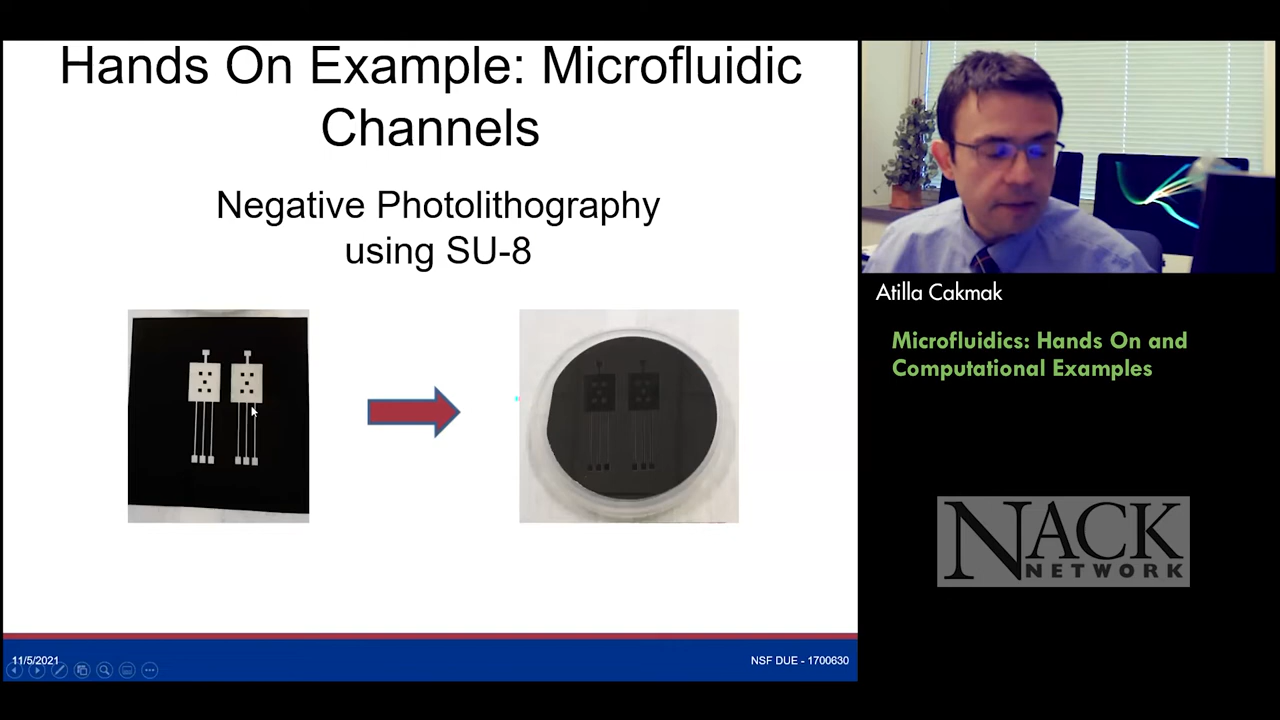 Hands On Example: Microfluidic
Channels
Negative Photolithography
using SU-8
11/5/2021
NSF DUE - 1700630
Atilla Cakmak
Microfluidics: Hands On and
Computational Examples
NACK
NETWORK